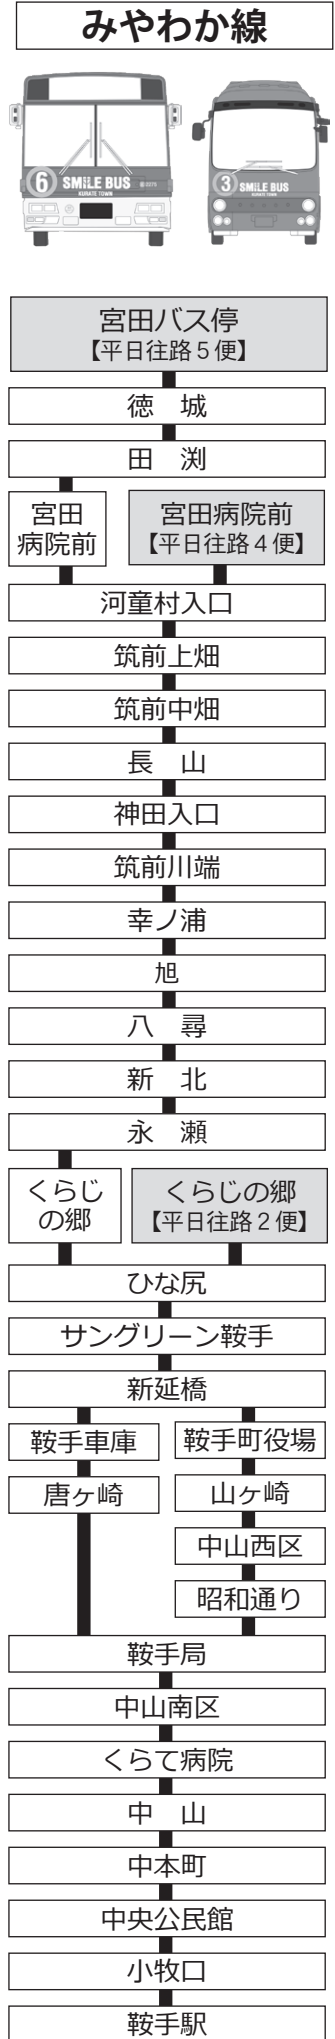 みやわか線
6 SMiLE BUS
KURATE TOWN
3 SMiLE BUS
KURATE TOWN
宮田バス停
【平日往路5便】
徳　城
田　渕
宮田
病院前
宮田病院前
【平日往路4便】
河童村入口
筑前上畑
筑前中畑
長　山
神田入口
筑前川端
幸ノ浦
旭
八　尋
新　北
永　瀬
くらじ
の郷
くらじの郷
【平日往路2便】
ひな尻
サングリーン鞍手
新延橋
鞍手車庫
鞍手町役場
唐ヶ崎
山ヶ崎
中山西区
昭和通り
鞍手局
中山南区
くらて病院
中　山
中本町
中央公民館
小牧口
鞍手駅